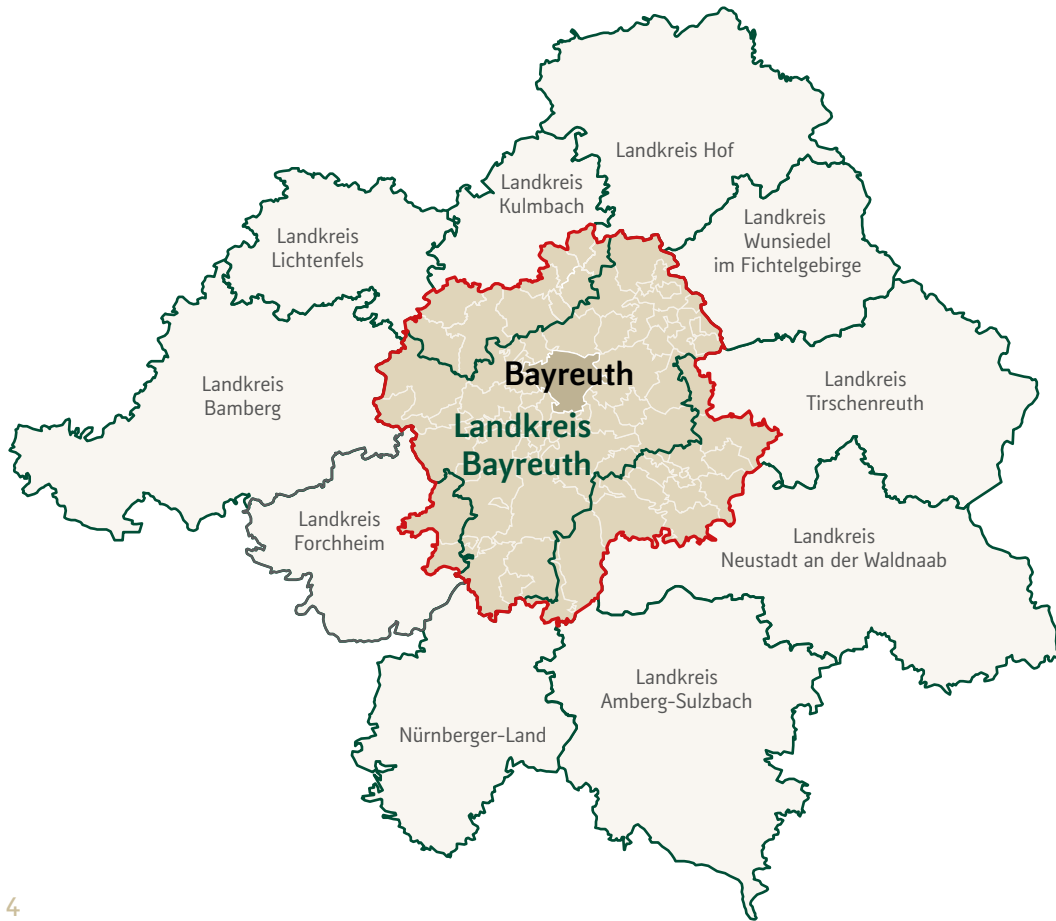 Landkreis Hof
Landkreis
Kulmbach
Landkreis
Wunsiedel
im Fichtelgebirge
Landkreis
Lichtenfels
Landkreis
Bamberg
Bayreuth
Landkreis
Bayreuth
Landkreis
Tirschenreuth
Landkreis
Forchheim
Landkreis
Neustadt an der Waldnaab
Landkreis
Amberg-Sulzbach
Nürnberger-Land
4